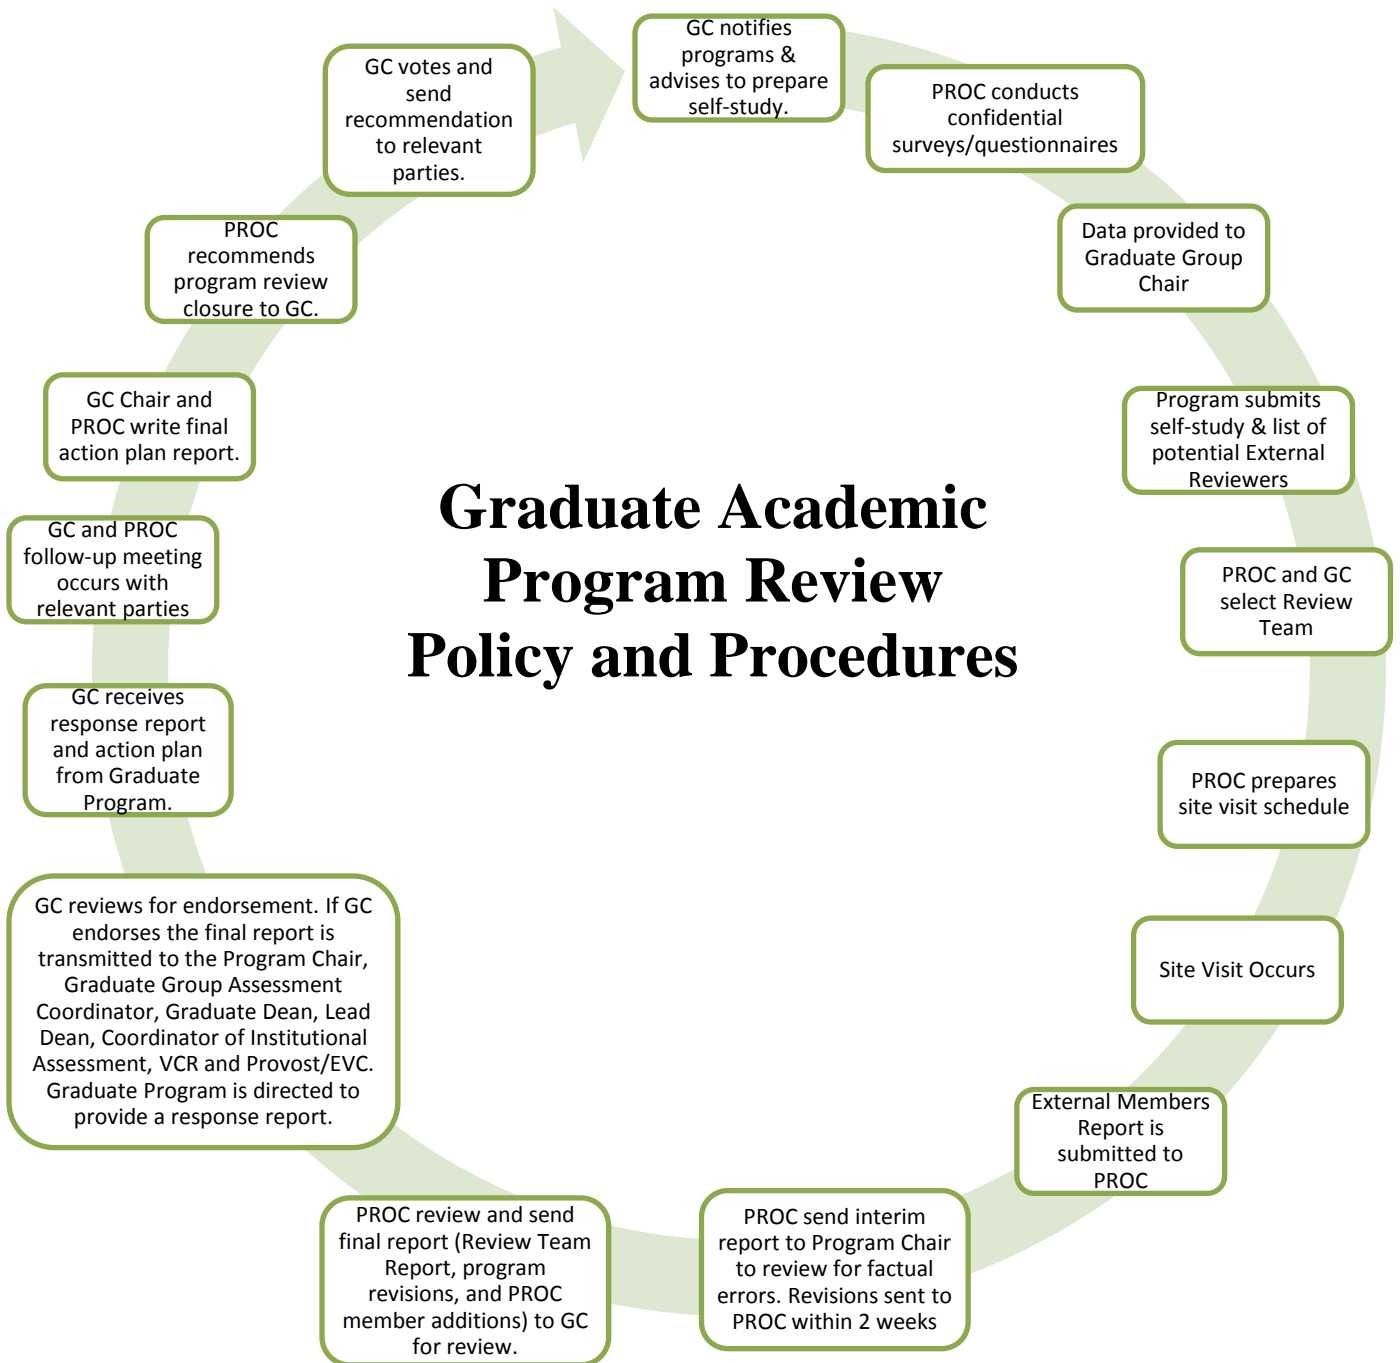 GC notifies
programs &
advises to prepare
self-study.
PROC conducts
confidential
surveys/questionnaires
Data provided to
Graduate Group
Chair
Program submits
self-study & list of
potential External
Reviewers
PROC and GC
select Review
Team
PROC prepares
site visit schedule
Site Visit Occurs
External Members
Report is
submitted to
PROC
PROC send interim
report to Program Chair
to review for factual
errors. Revisions sent to
PROC within 2 weeks
PROC review and send
final report (Review Team
Report, program
revisions, and PROC
member additions) to GC
for review.
GC reviews for endorsement. If GC
endorses the final report is
transmitted to the Program Chair,
Graduate Group Assessment
Coordinator, Graduate Dean, Lead
Dean, Coordinator of Institutional
Assessment, VCR and Provost/EVC.
Graduate Program is directed to
provide a response report.
GC receives
response report
and action plan
from Graduate
Program.
GC and PROC
follow-up meeting
occurs with
relevant parties
GC Chair and
PROC write final
action plan report.
PROC
recommends
program review
closure to GC.
GC votes and
send
recommendation
to relevant
parties.
Graduate Academic
Program Review
Policy and Procedures